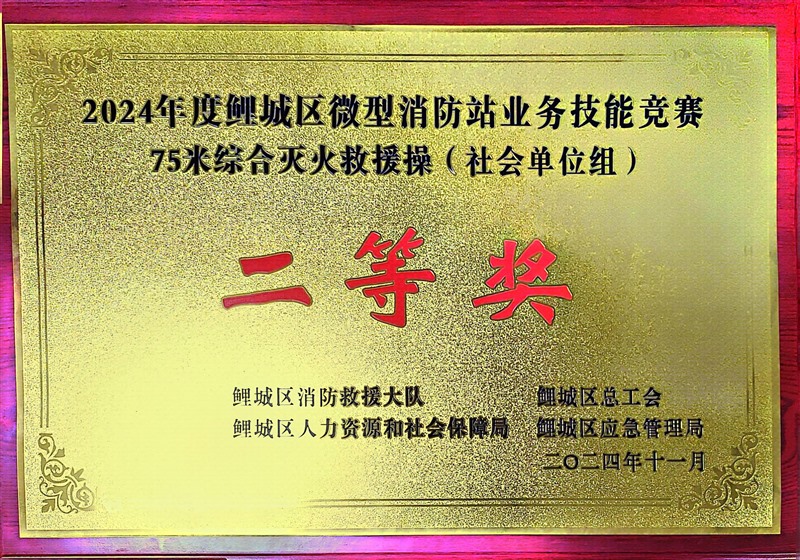 2024年度鲤城区微型消防站业务技能竞赛
75米综合灭火救援操（社会单位组）
二等奖
鲤城区消防救援大队 鲤城区总工会
鲤城区人力资源和社会保障局 鲤城区应急管理局
二〇二四年十一月